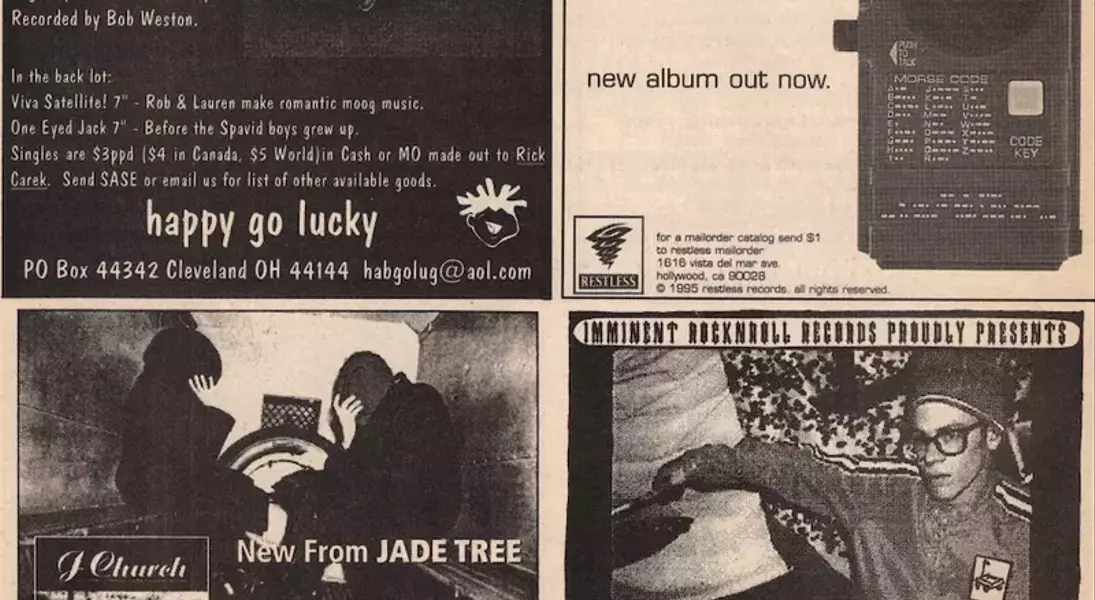 Recorded by Bob Weston.
In the back lot:
Viva Satellite! 7" - Rob & Lauren make romantic moog music.
One Eyed Jack 7" - Before the Spavid boys grew up.
Singles are $3ppd ($4 in Canada, $5 World)in Cash or MO made out to Rick
Carek. Send SASE or email us for list of other available goods.
happy go lucky
PO Box 44342 Cleveland OH 44144 habgolug@aol.com
new album out now.
PUSH
TO
TALK
MORSE CODE
CODE
KEY
RESTLESS
for a mailorder catalog send $1
to restless mailorder
1616 vista del mar ave.
hollywood, ca 90028
© 1995 restless records. all rights reserved.
J Church
New From JADE TREE
IMMINENT ROCKNROLL RECORDS PROUDLY PRESENTS